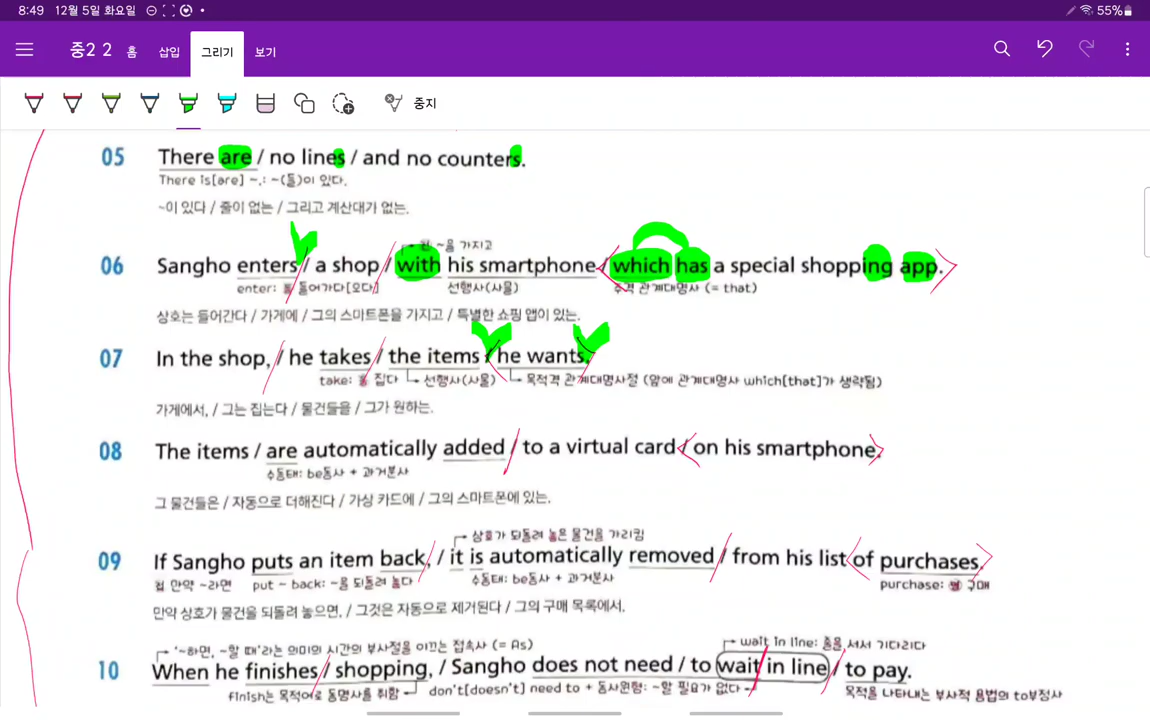 8:49 12월 5일 화요일
55%
중2 2 홈 삽입 그리기 보기
중지
05 There are / no lines / and no counters.
There is[are] ~.: ~(들)이 있다.
~이 있다 / 줄이 없는 / 그리고 계산대가 없는.
~을 가지고
06 Sangho enters / a shop / with his smartphone / which has a special shopping app.
enter: 들어가다[오다] 선행사(사물) 주격 관계대명사 (= that)
상호는 들어간다 / 가게에 / 그의 스마트폰을 가지고 / 특별한 쇼핑 앱이 있는.
07 In the shop, / he takes / the items / he wants.
take: 집다 선행사(사물) 목적격 관계대명사절 (앞에 관계대명사 which[that]가 생략됨)
가게에서, / 그는 집는다 / 물건들을 / 그가 원하는.
08 The items / are automatically added / to a virtual card / on his smartphone.
수동태: be동사 + 과거분사
그 물건들은 / 자동으로 더해진다 / 가상 카드에 / 그의 스마트폰에 있는.
상호가 되돌려 놓은 물건을 가리킴
09 If Sangho puts an item back, / it is automatically removed / from his list of purchases.
접 만약 ~라면 put ~ back: ~을 되돌려 놓다 수동태: be동사 + 과거분사 purchase: 명 구매
만약 상호가 물건을 되돌려 놓으면, / 그것은 자동으로 제거된다 / 그의 구매 목록에서.
'~하면, ~할 때'라는 의미의 시간의 부사절을 이끄는 접속사 (= As) wait in line: 줄을 서서 기다리다
10 When he finishes / shopping, / Sangho does not need / to wait in line / to pay.
finish는 목적어로 동명사를 취함 don't[doesn't] need to + 동사원형: ~할 필요가 없다 목적을 나타내는 부사적 용법의 to부정사